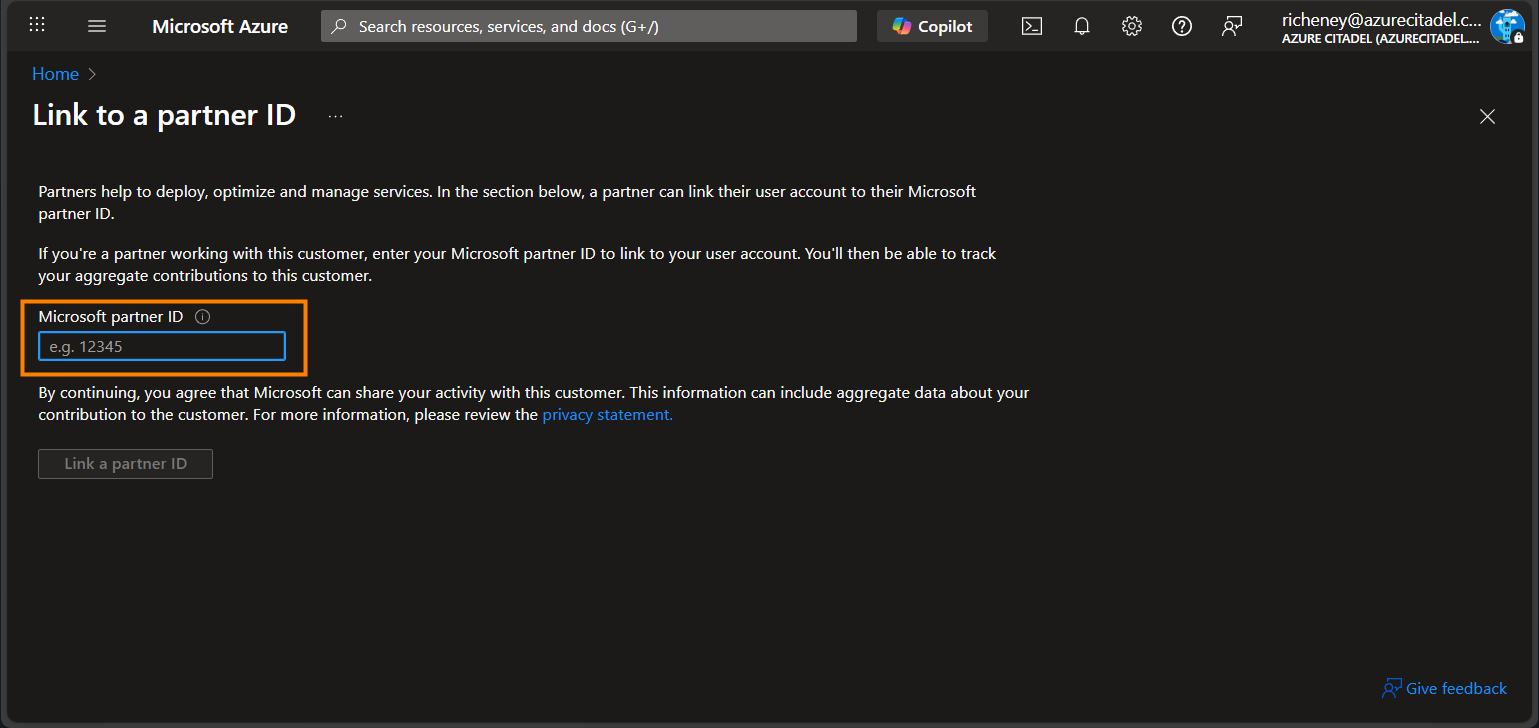 Microsoft Azure
Search resources, services, and docs (G+/)
Copilot
richeney@azurecitadel.c...
AZURE CITADEL (AZURECITADEL....
Home
Link to a partner ID
...
Partners help to deploy, optimize and manage services. In the section below, a partner can link their user account to their Microsoft
partner ID.
If you're a partner working with this customer, enter your Microsoft partner ID to link to your user account. You'll then be able to track
your aggregate contributions to this customer.
Microsoft partner ID
e.g. 12345
By continuing, you agree that Microsoft can share your activity with this customer. This information can include aggregate data about your
contribution to the customer. For more information, please review the privacy statement.
Link a partner ID
Give feedback